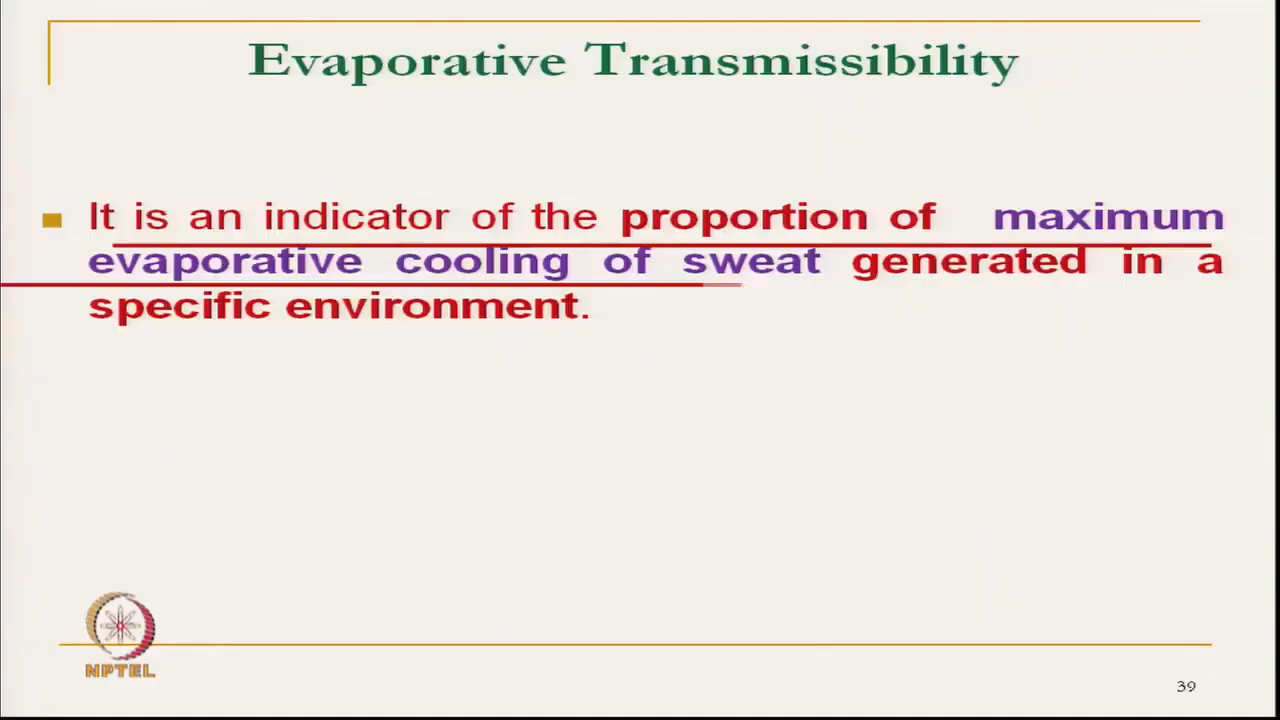 Evaporative Transmissibility
It is an indicator of the proportion of maximum
evaporative cooling of sweat generated in a
specific environment.
NPTEL
39